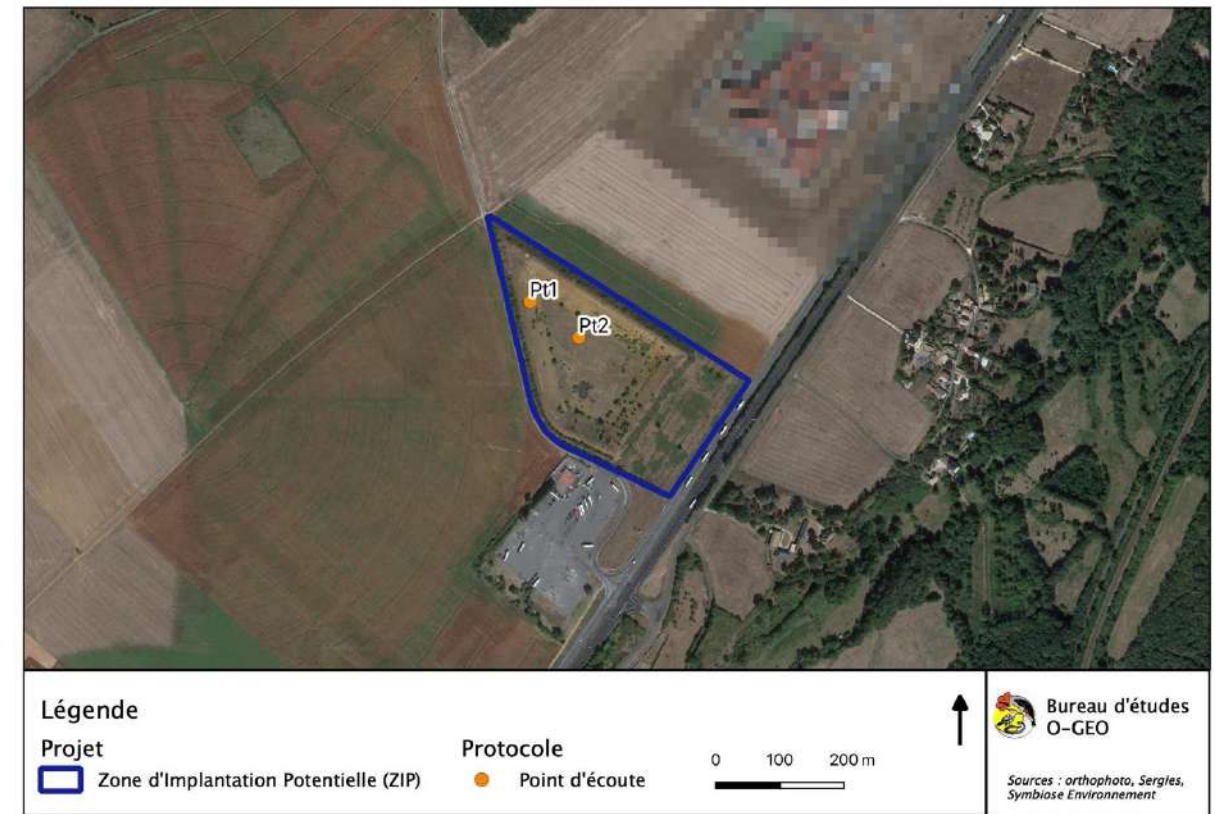 Pt1
Pt2
Légende
Projet
Zone d'Implantation Potentielle (ZIP)
Protocole
Point d'écoute
0 100 200 m
Bureau d'études
O-GEO
Sources : orthophoto, Sergies,
Symbiose Environnement